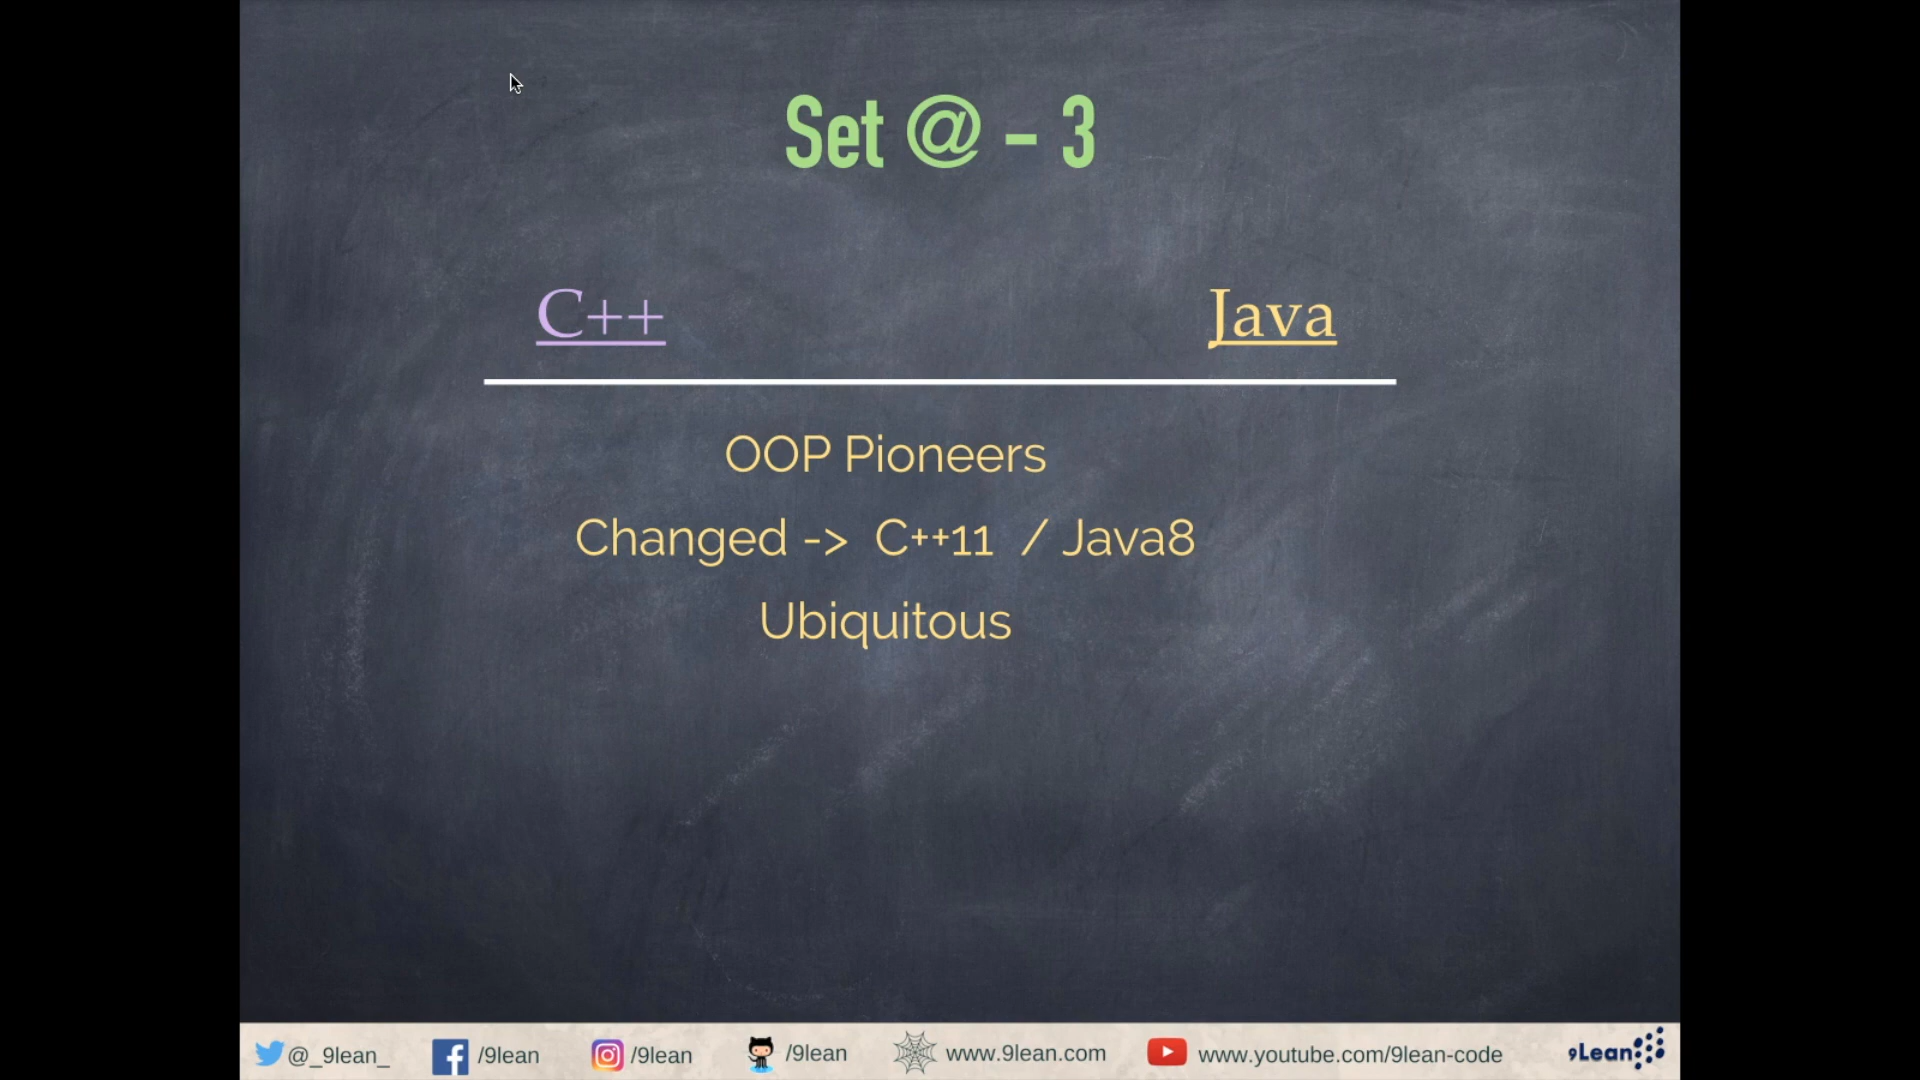 Set @ - 3
C++ Java
OOP Pioneers
Changed -> C++11 / Java8
Ubiquitous
@_9lean_ /9lean /9lean /9lean www.9lean.com www.youtube.com/9lean-code 9Lean